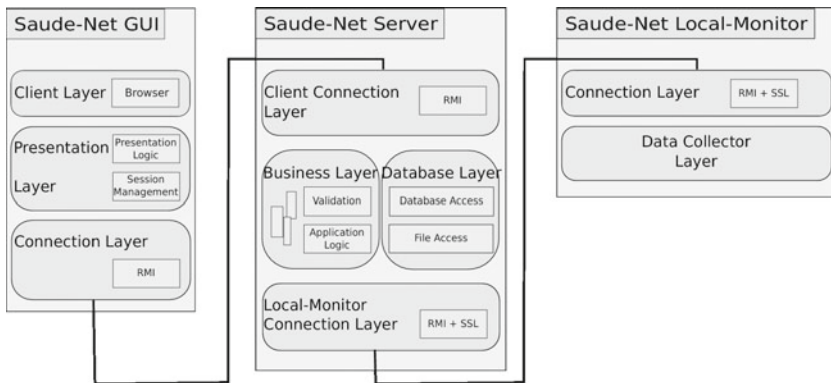 Saude-Net GUI
Client Layer
Browser
Presentation
Layer
Presentation
Logic
Session
Management
Connection Layer
RMI
Saude-Net Server
Client Connection
Layer
RMI
Business Layer
Validation
Application
Logic
Database Layer
Database Access
File Access
Local-Monitor
Connection Layer
RMI + SSL
Saude-Net Local-Monitor
Connection Layer
RMI + SSL
Data Collector
Layer